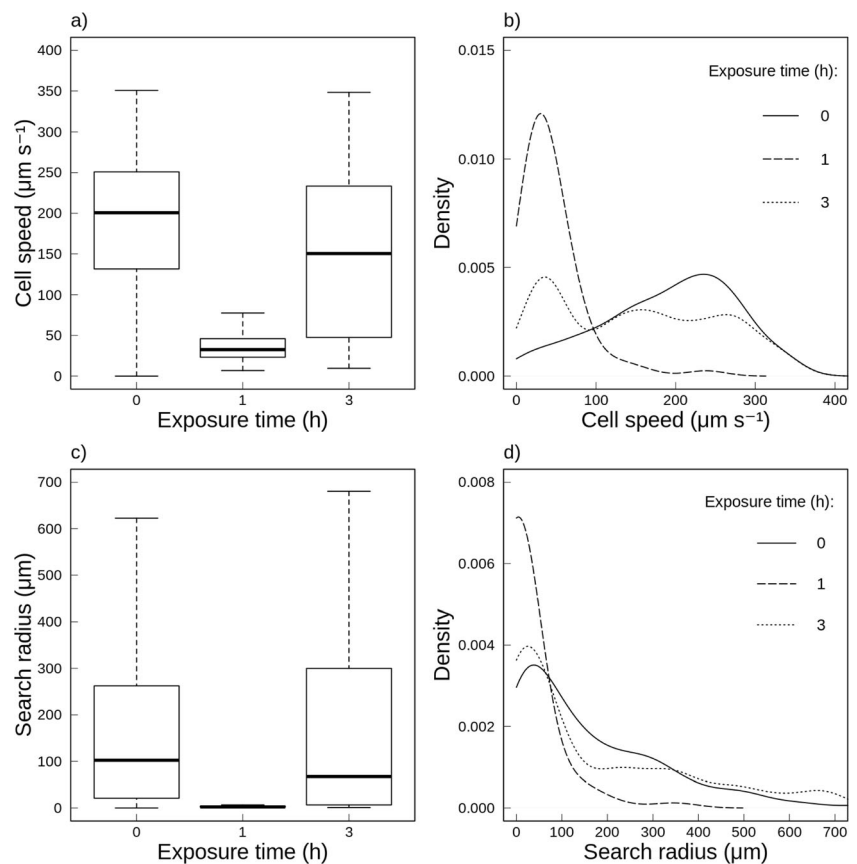 a)
Cell speed (μm s⁻¹)
400
350
300
250
200
150
100
50
0
0 1 3
Exposure time (h)
b)
Density
0.015
0.010
0.005
0.000
Exposure time (h):
0
1
3
0 100 200 300 400
Cell speed (μm s⁻¹)
c)
Search radius (μm)
700
600
500
400
300
200
100
0
0 1 3
Exposure time (h)
d)
Density
0.008
0.006
0.004
0.002
0.000
Exposure time (h):
0
1
3
0 100 200 300 400 500 600 700
Search radius (μm)